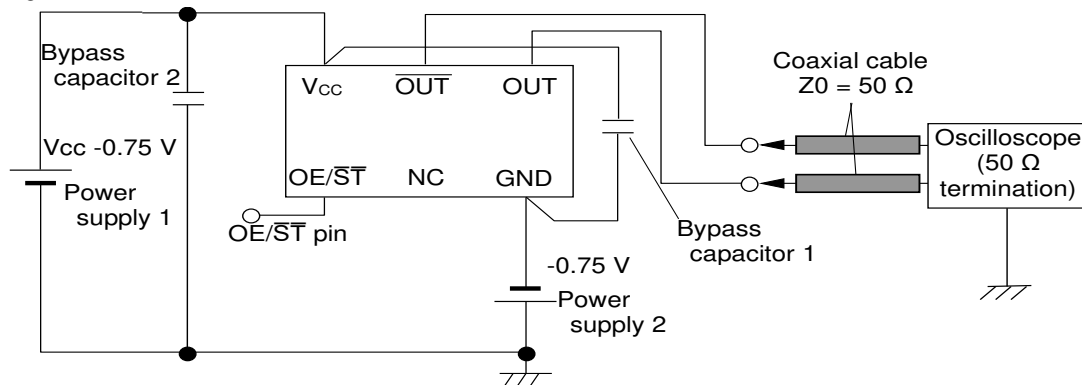 Bypass
capacitor 2
Vcc -0.75 V
Power
supply 1
VCC
OUT
OUT
OE/ST
NC
GND
OE/ST pin
-0.75 V
Power
supply 2
Bypass
capacitor 1
Coaxial cable
Z0 = 50 Ω
Oscilloscope
(50 Ω
termination)